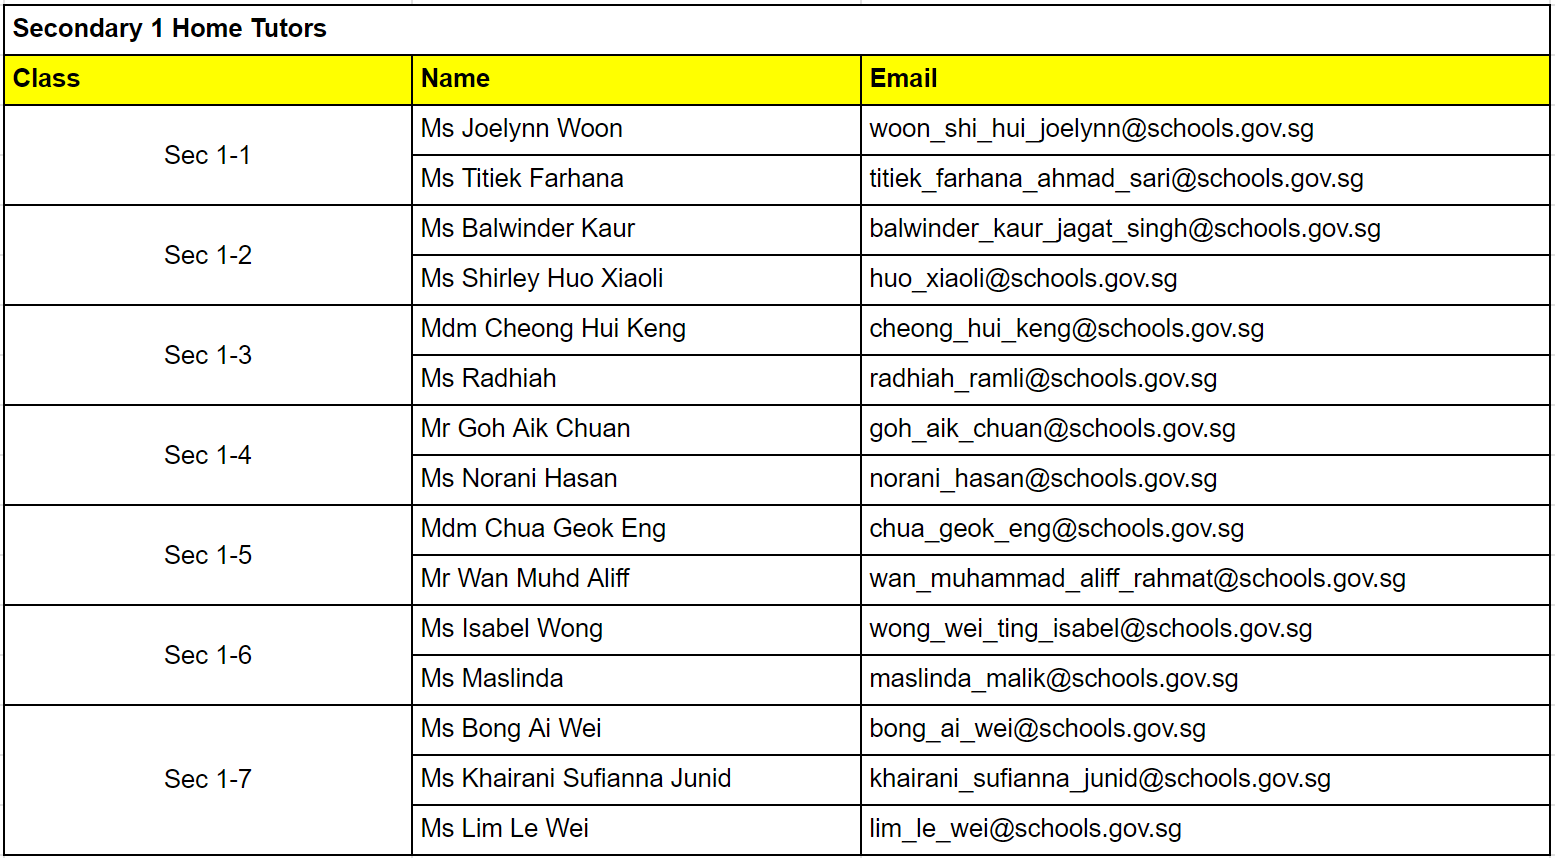 Secondary 1 Home Tutors
Class Name Email
Sec 1-1
Ms Joelynn Woon woon_shi_hui_joelynn@schools.gov.sg
Ms Titiek Farhana titiek_farhana_ahmad_sari@schools.gov.sg
Sec 1-2
Ms Balwinder Kaur balwinder_kaur_jagat_singh@schools.gov.sg
Ms Shirley Huo Xiaoli huo_xiaoli@schools.gov.sg
Sec 1-3
Mdm Cheong Hui Keng cheong_hui_keng@schools.gov.sg
Ms Radhiah radhiah_ramli@schools.gov.sg
Sec 1-4
Mr Goh Aik Chuan goh_aik_chuan@schools.gov.sg
Ms Norani Hasan norani_hasan@schools.gov.sg
Sec 1-5
Mdm Chua Geok Eng chua_geok_eng@schools.gov.sg
Mr Wan Muhd Aliff wan_muhammad_aliff_rahmat@schools.gov.sg
Sec 1-6
Ms Isabel Wong wong_wei_ting_isabel@schools.gov.sg
Ms Maslinda maslinda_malik@schools.gov.sg
Sec 1-7
Ms Bong Ai Wei bong_ai_wei@schools.gov.sg
Ms Khairani Sufianna Junid khairani_sufianna_junid@schools.gov.sg
Ms Lim Le Wei lim_le_wei@schools.gov.sg